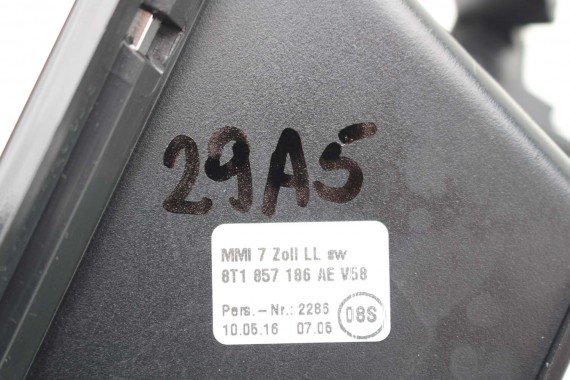 29A5
MMI 7 Zoll LL sw
8T1 857 186 AE V58
Pers.-Nr.: 2286
10.05.16 07.05
08S